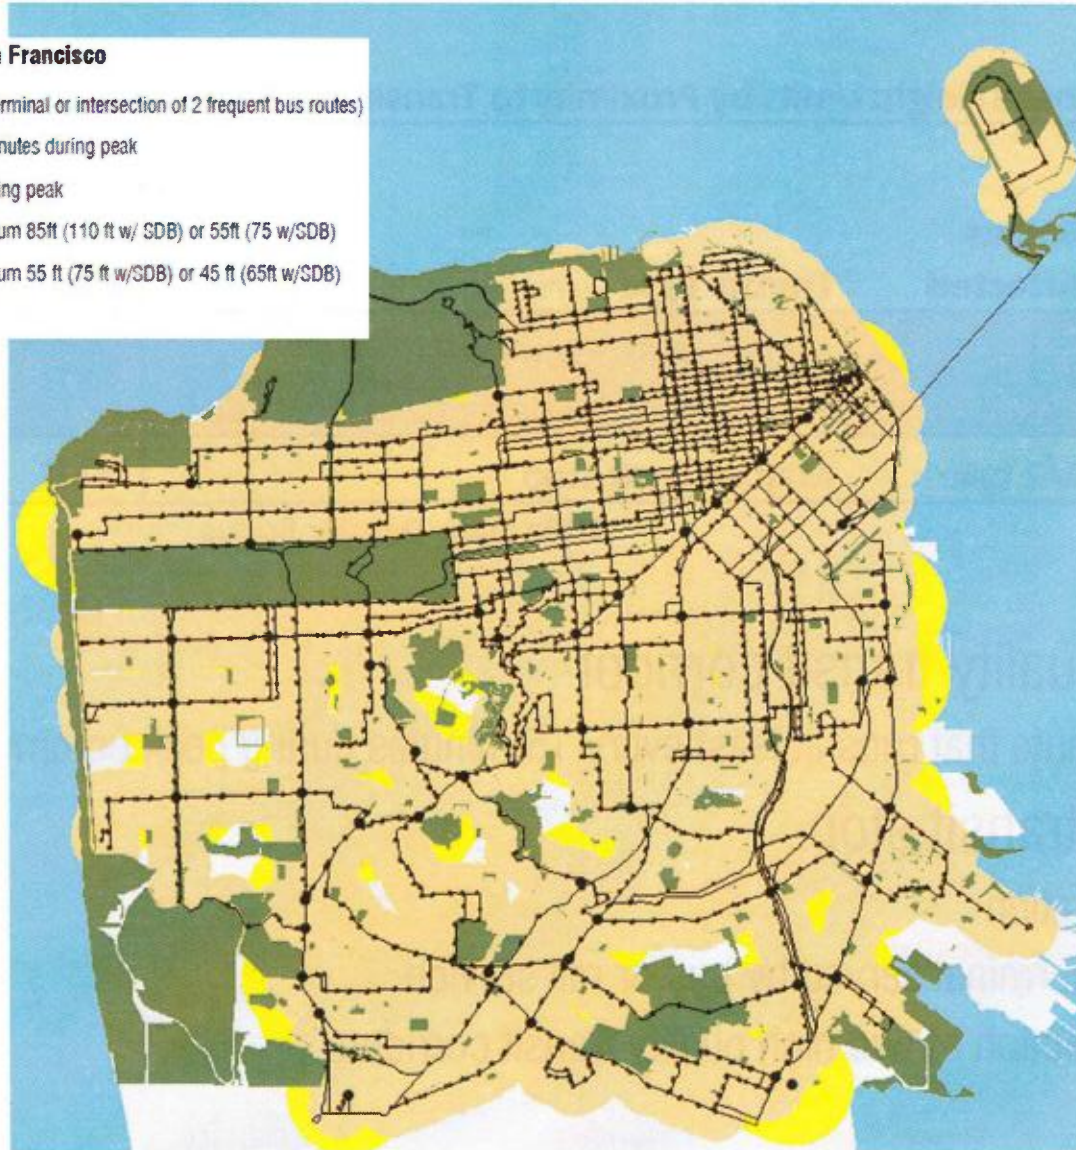 Francisco
erminal or intersection of 2 frequent bus routes)
nutes during peak
ing peak
um 85ft (110 ft w/ SDB) or 55ft (75 w/SDB)
um 55 ft (75 ft w/SDB) or 45 ft (65ft w/SDB)